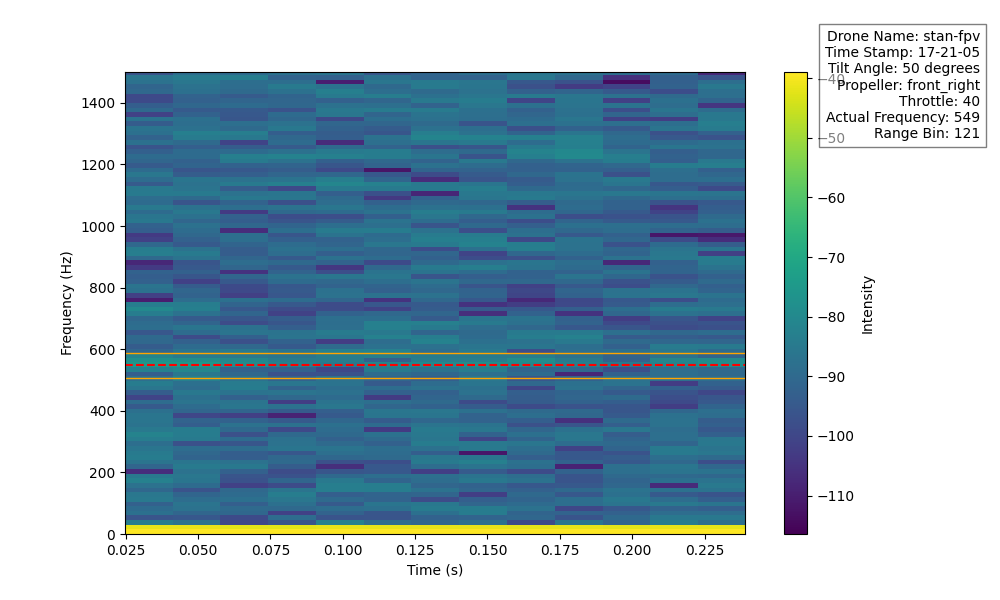 Drone Name: stan-fpv
Time Stamp: 17-21-05
Tilt Angle: 50 degrees
Propeller: front_right
Throttle: 40
Actual Frequency: 549
Range Bin: 121
1400
1200
1000
800
600
400
200
0
Frequency (Hz)
0.025 0.050 0.075 0.100 0.125 0.150 0.175 0.200 0.225
Time (s)
−40
−50
−60
−70
−80
−90
−100
−110
Intensity